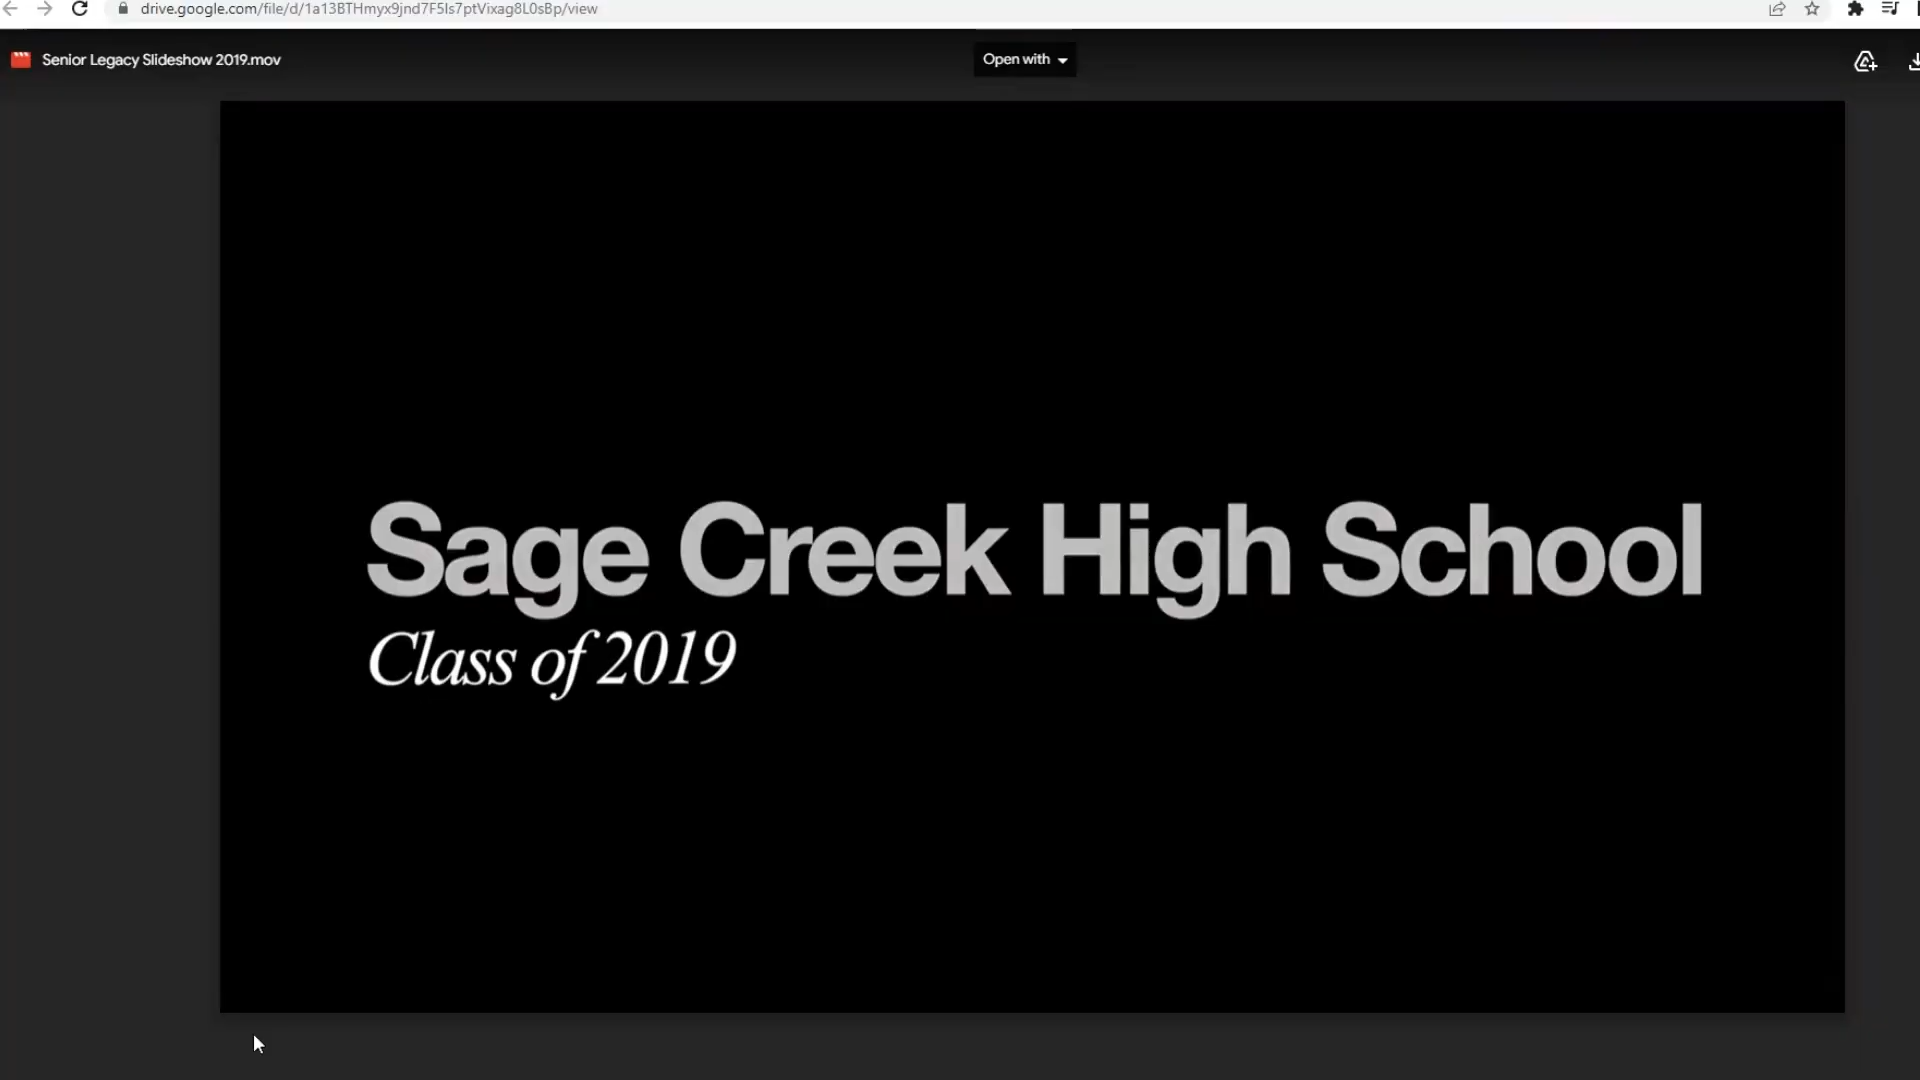 drive.google.com/file/d/1a13BTHmyx9jnd7F5Is7ptVixag8L0sBp/view
Senior Legacy Slideshow 2019.mov
Open with
Sage Creek High School
Class of 2019